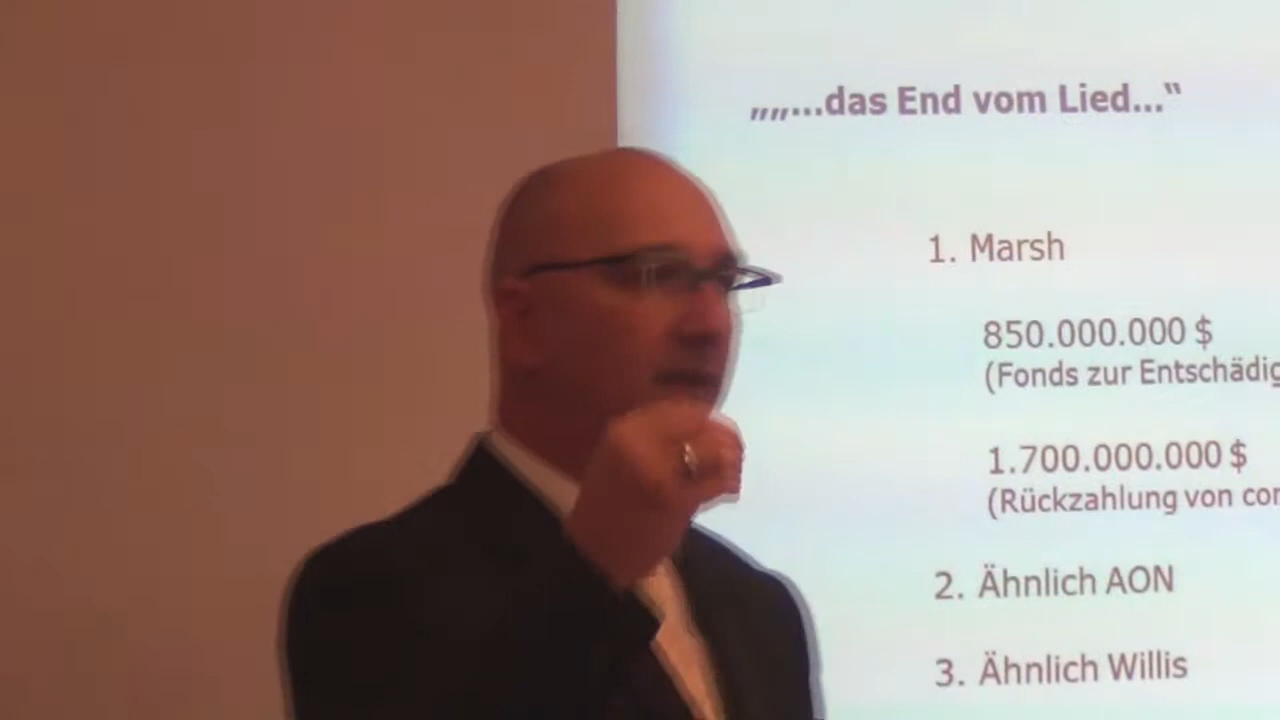 „„...das End vom Lied...“
1. Marsh
850.000.000 $
(Fonds zur Entschädig
1.700.000.000 $
(Rückzahlung von con
2. Ähnlich AON
3. Ähnlich Willis